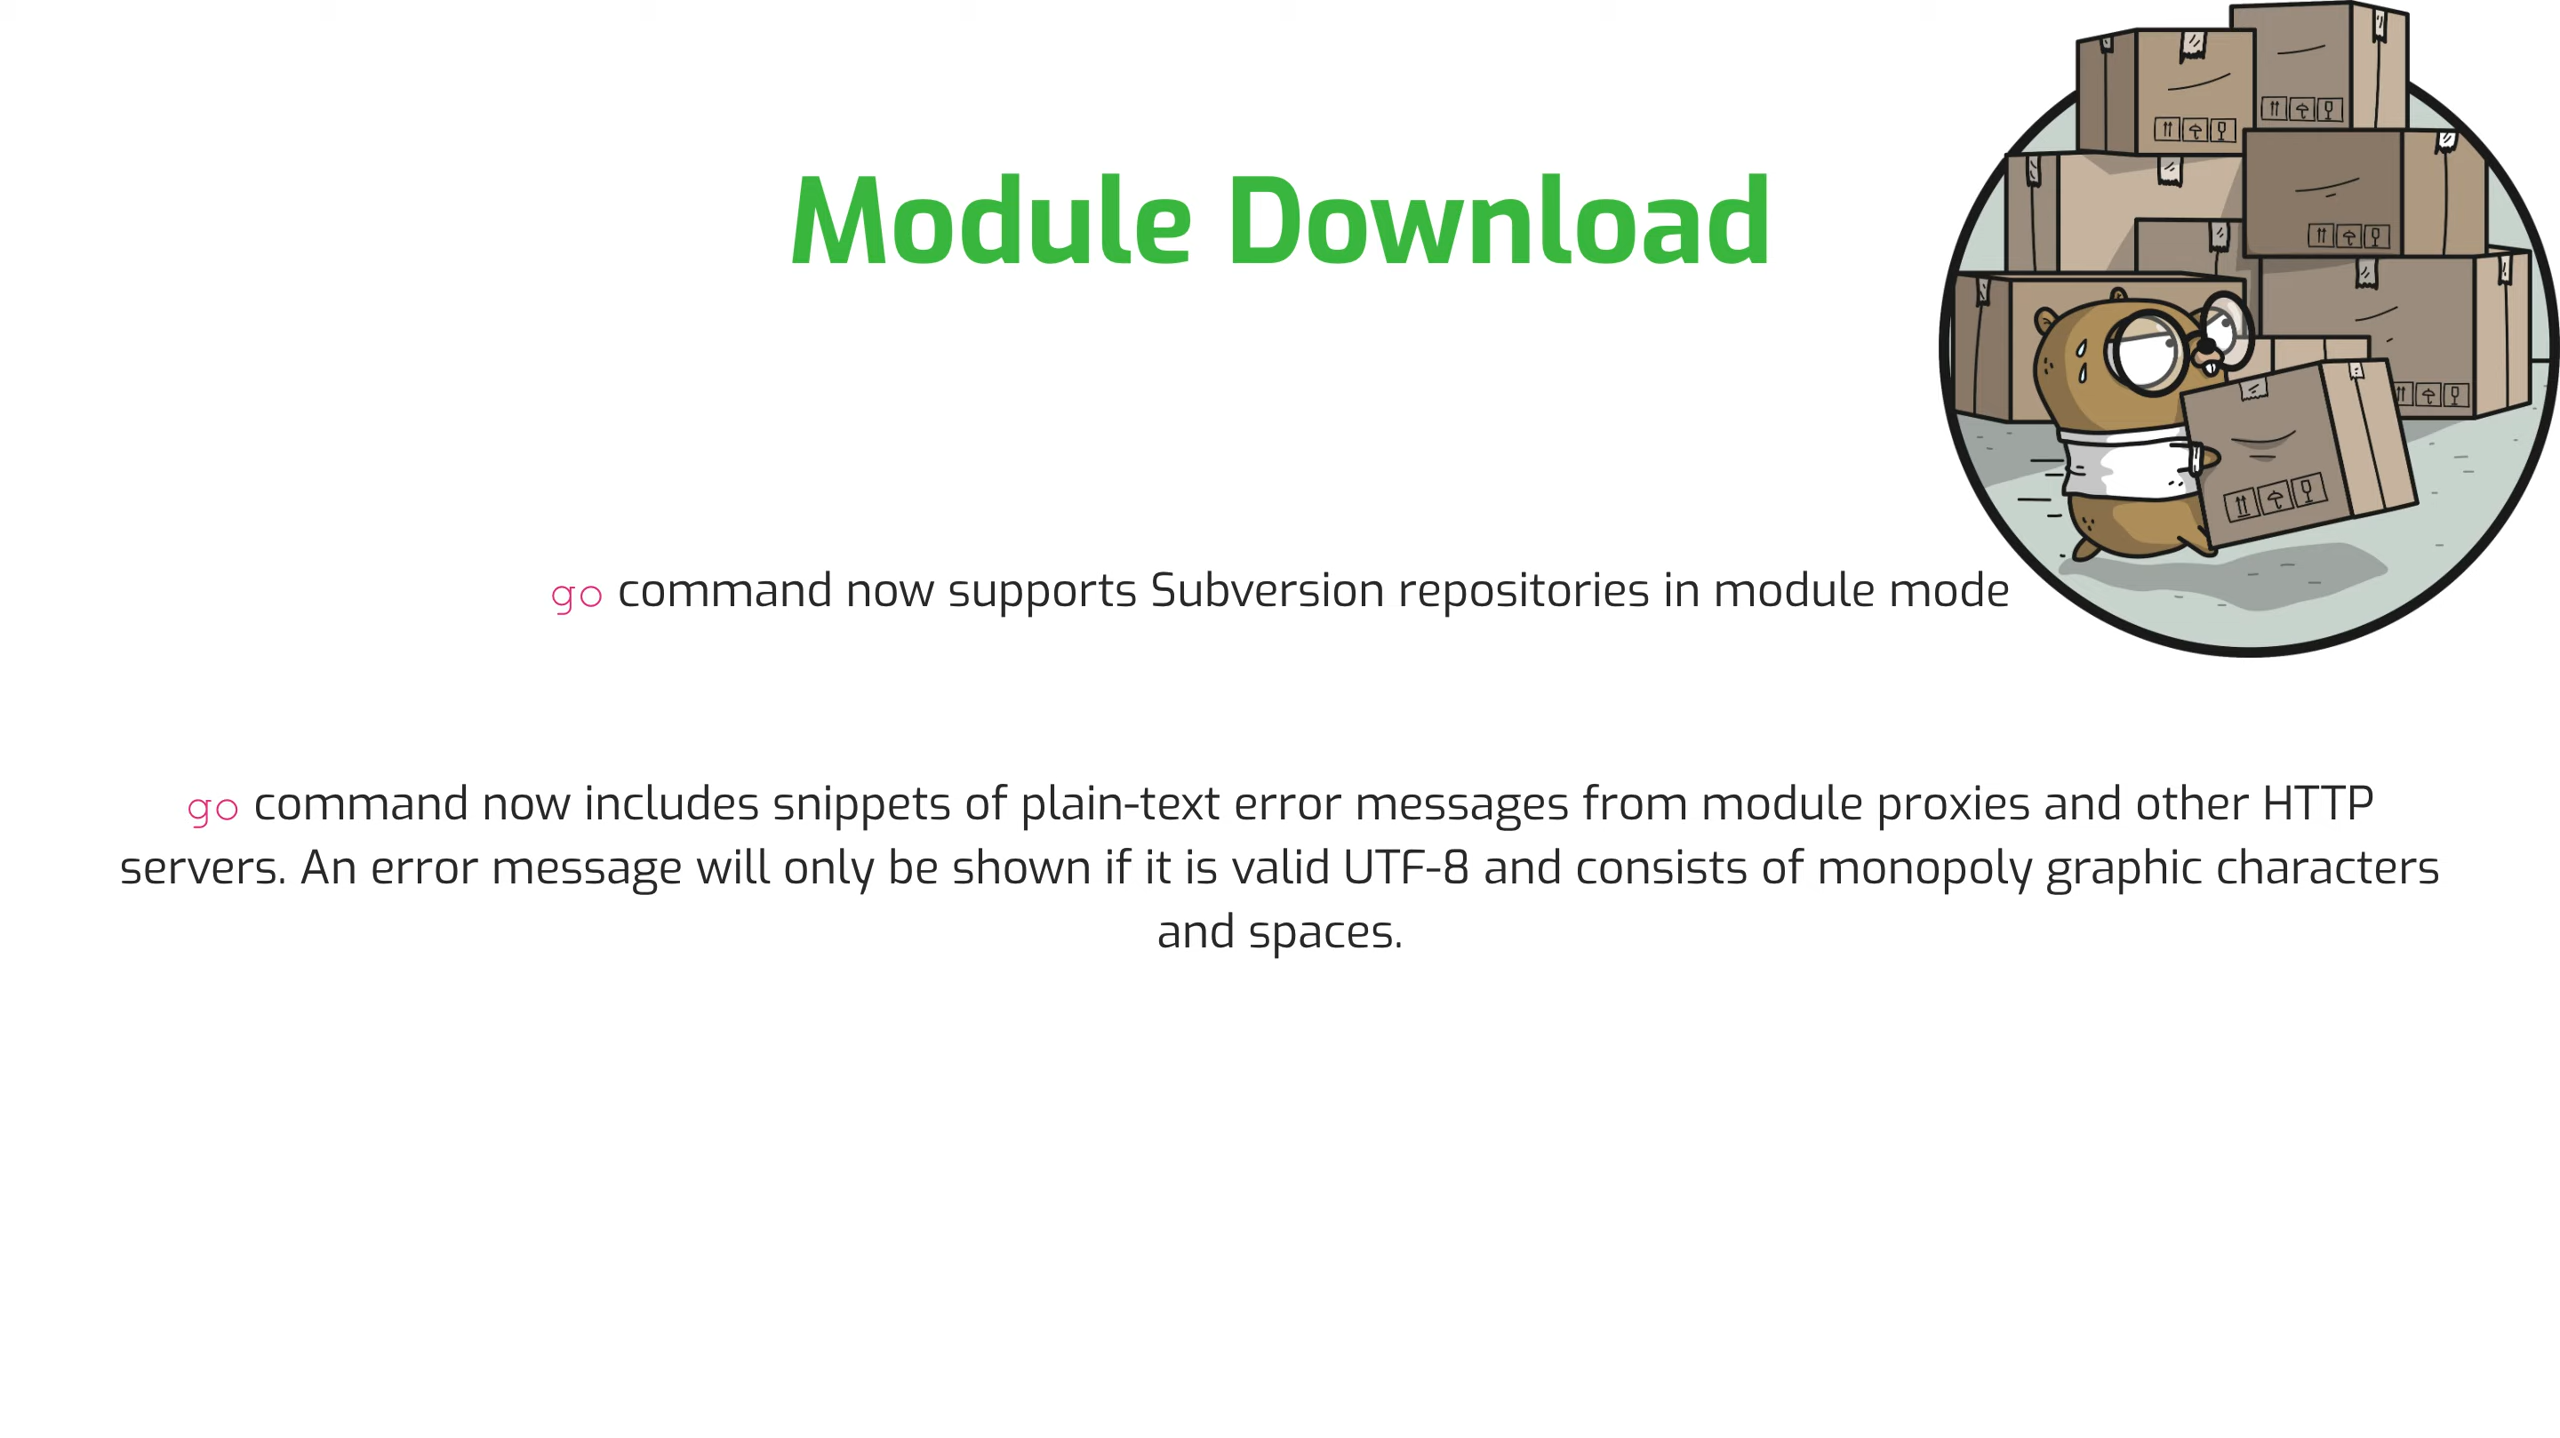 Module Download
go command now supports Subversion repositories in module mode
go command now includes snippets of plain-text error messages from module proxies and other HTTP
servers. An error message will only be shown if it is valid UTF-8 and consists of monopoly graphic characters
and spaces.